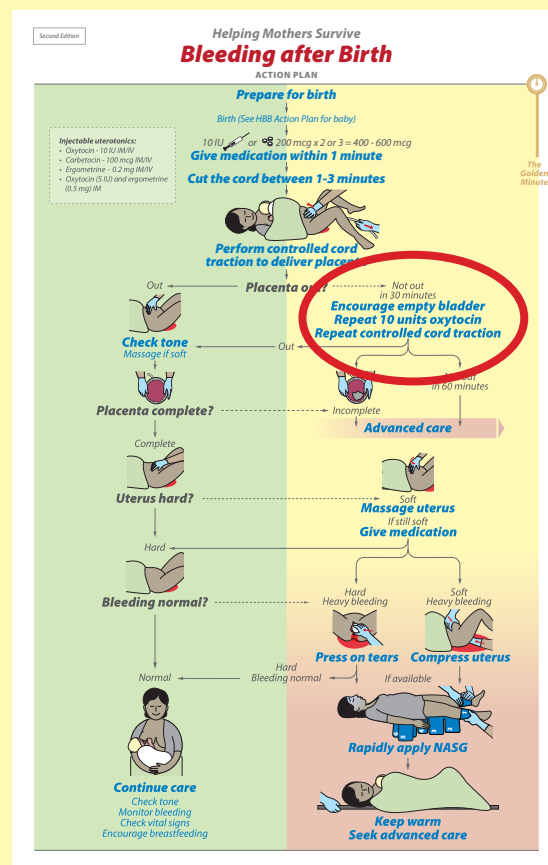 Second Edition
Helping Mothers Survive
Bleeding after Birth
ACTION PLAN
Prepare for birth
Birth (See HBB Action Plan for baby)
Injectable uterotonics:
• Oxytocin - 10 IU IM/IV
• Carbetocin - 100 mcg IM/IV
• Ergametrine – 0.2 mg IM/IV
• Oxytocin (5 IU) and ergometrine
(0.5 mg) IM
10 IU or 200 mcg x 2 or 3 = 400 - 600 mcg
Give medication within 1 minute
The
Golden
Minute
Cut the cord between 1-3 minutes
Perform controlled cord
traction to deliver placenta
Out
Placenta out?
Not out
in 30 minutes
Encourage empty bladder
Repeat 10 units oxytocin
Repeat controlled cord traction
Check tone
Massage if soft
Out
Not out
in 60 minutes
Placenta complete?
Incomplete
Advanced care
Complete
Uterus hard?
Soft
Massage uterus
If still soft
Give medication
Hard
Bleeding normal?
Hard
Heavy bleeding
Soft
Heavy bleeding
Press on tears
Compress uterus
Normal
Hard
Bleeding normal
If available
Rapidly apply NASG
Continue care
Check tone
Monitor bleeding
Check vital signs
Encourage breastfeeding
Keep warm
Seek advanced care